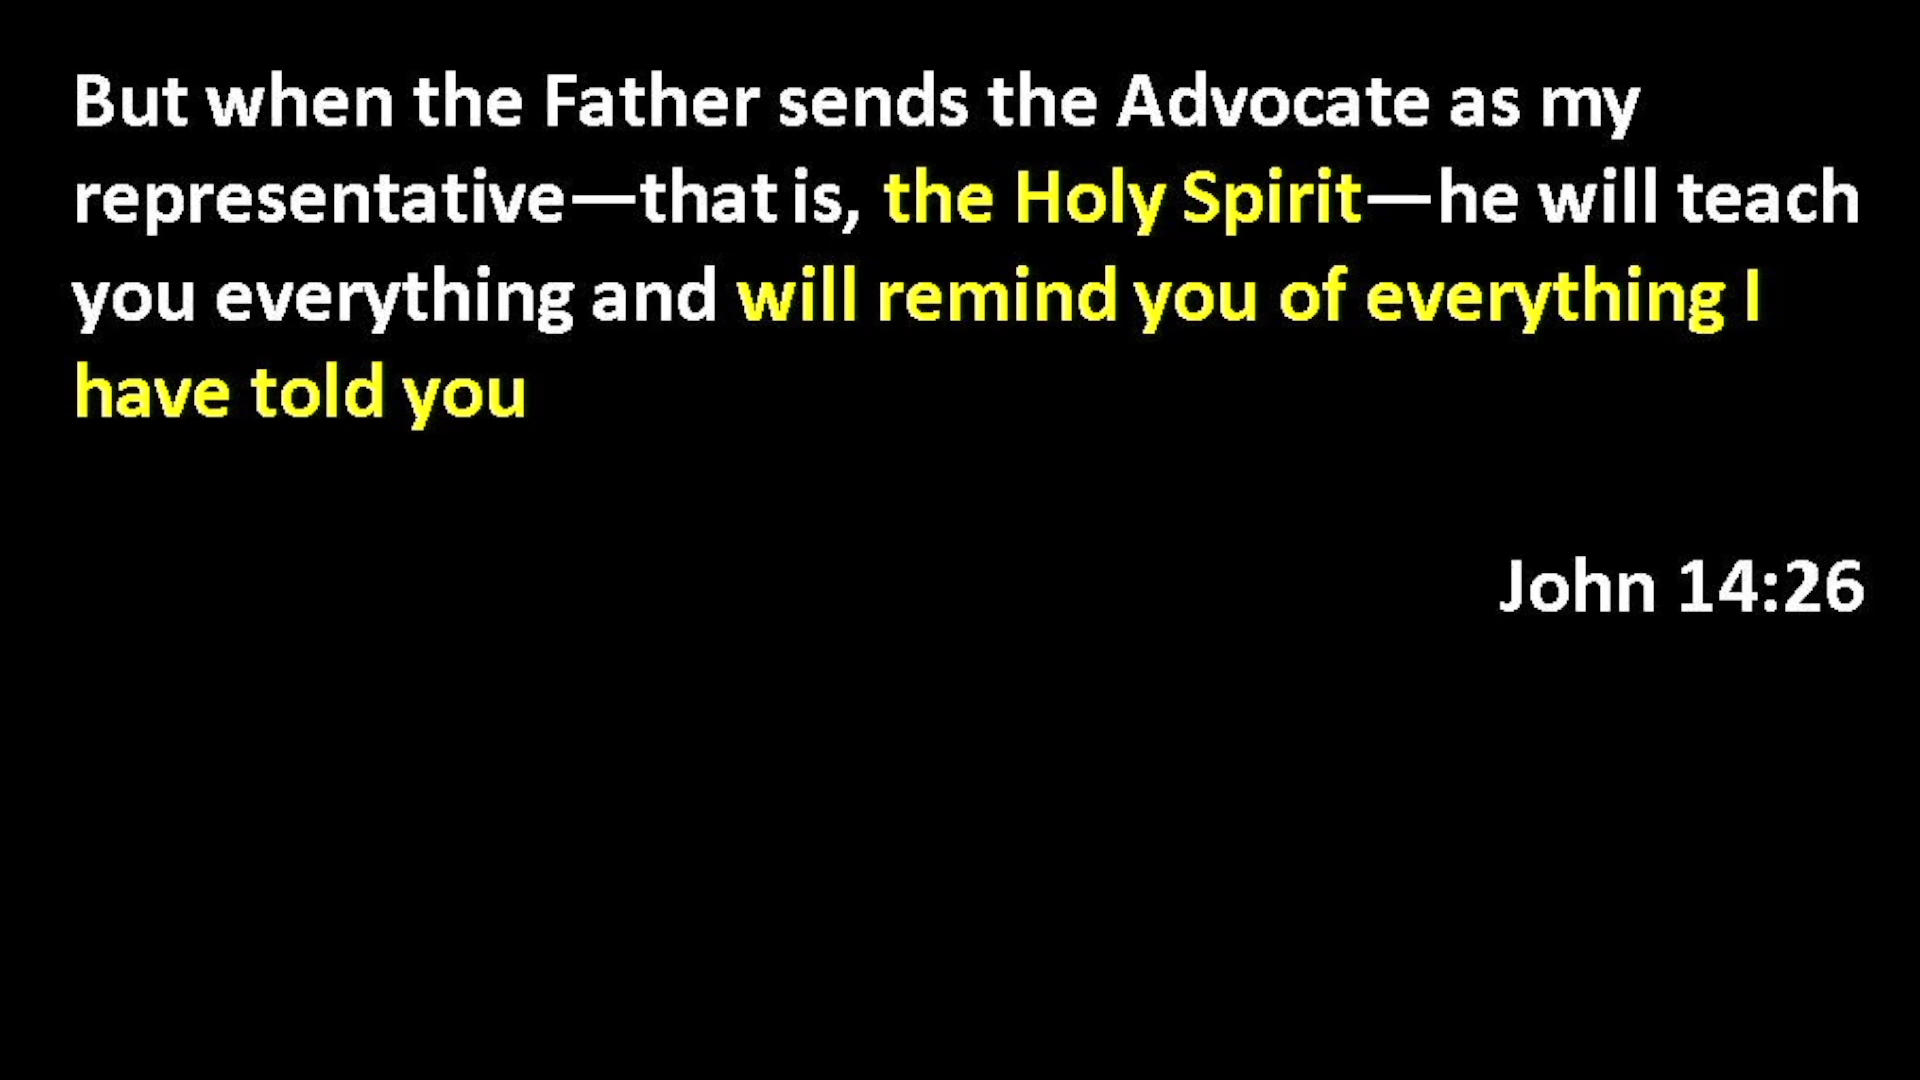 But when the Father sends the Advocate as my
representative—that is, the Holy Spirit—he will teach
you everything and will remind you of everything I
have told you
John 14:26